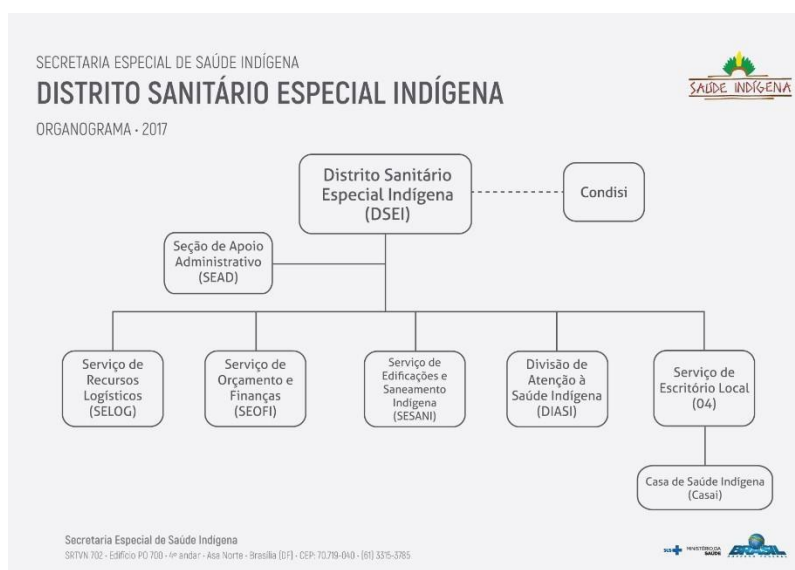 SECRETARIA ESPECIAL DE SAÚDE INDÍGENA
DISTRITO SANITÁRIO ESPECIAL INDÍGENA
ORGANOGRAMA • 2017
SAÚDE INDÍGENA
Distrito Sanitário
Especial Indígena
(DSEI)
Condisi
Seção de Apoio
Administrativo
(SEAD)
Serviço de
Recursos
Logísticos
(SELOG)
Serviço de
Orçamento e
Finanças
(SEOFI)
Serviço de
Edificações e
Saneamento
Indígena
(SESANI)
Divisão de
Atenção à
Saúde Indígena
(DIASI)
Serviço de
Escritório Local
(04)
Casa de Saúde Indígena
(Casai)
Secretaria Especial de Saúde Indígena
SRTVN 702 - Edifício PO 700 - 4º andar - Asa Norte - Brasília (DF) - CEP: 70.719-040 - (61) 3315-3785
SUS
MINISTÉRIO DA
SAÚDE
BRASIL
GOVERNO FEDERAL